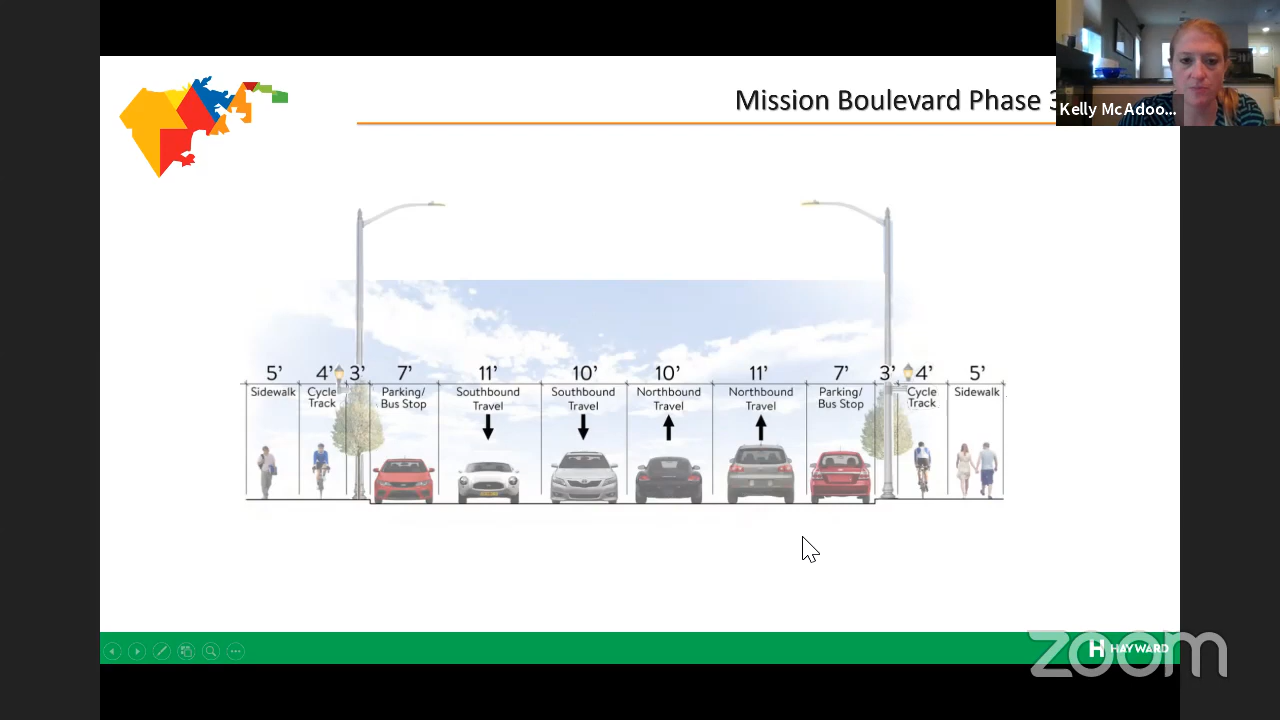 Mission Boulevard Phase 3
Kelly McAdoo...
5' 4' 3' 7' 11' 10' 10' 11' 7' 3' 4' 5'
Sidewalk
Cycle
Track
Parking/
Bus Stop
Southbound
Travel
Southbound
Travel
Northbound
Travel
Northbound
Travel
Parking/
Bus Stop
Cycle
Track
Sidewalk
H HAYWARD
zoom